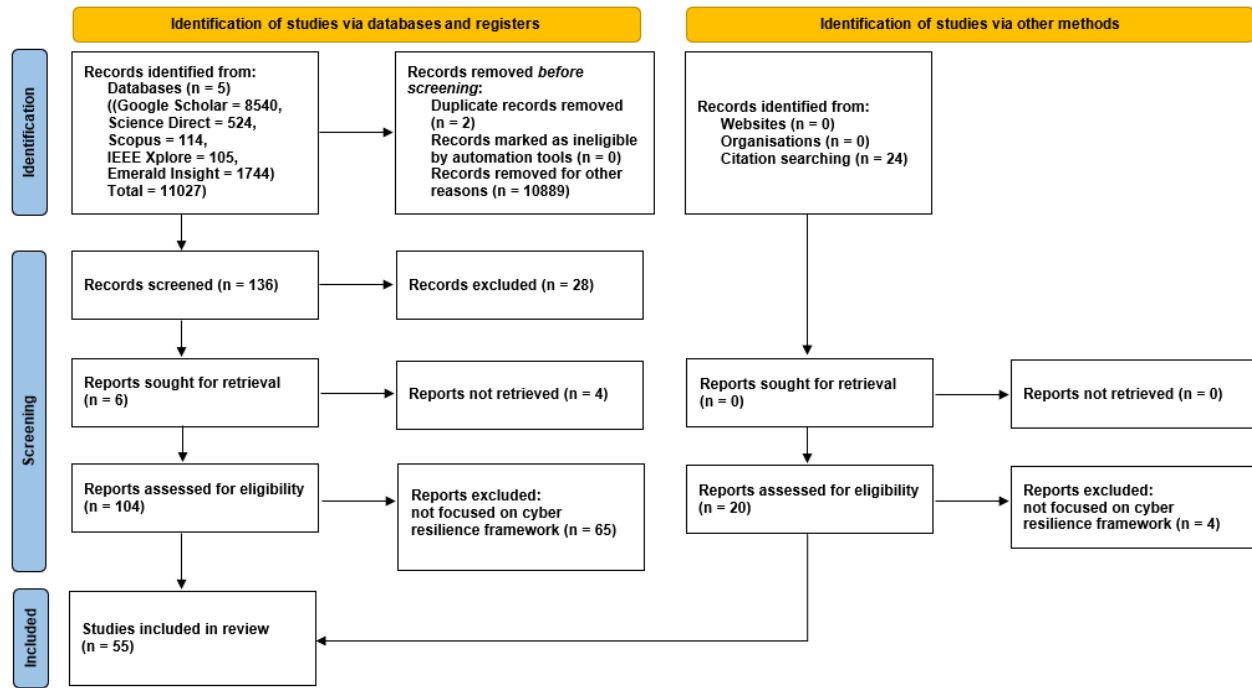 Identification of studies via databases and registers
Identification of studies via other methods
Identification
Records identified from:
Databases (n = 5)
((Google Scholar = 8540,
Science Direct = 524,
Scopus = 114,
IEEE Xplore = 105,
Emerald Insight = 1744)
Total = 11027)
Records removed before
screening:
Duplicate records removed
(n = 2)
Records marked as ineligible
by automation tools (n = 0)
Records removed for other
reasons (n = 10889)
Records identified from:
Websites (n = 0)
Organisations (n = 0)
Citation searching (n = 24)
Screening
Records screened (n = 136)
Records excluded (n = 28)
Reports sought for retrieval
(n = 6)
Reports not retrieved (n = 4)
Reports sought for retrieval
(n = 0)
Reports not retrieved (n = 0)
Reports assessed for eligibility
(n = 104)
Reports excluded:
not focused on cyber
resilience framework (n = 65)
Reports assessed for eligibility
(n = 20)
Reports excluded:
not focused on cyber
resilience framework (n = 4)
Included
Studies included in review
(n = 55)